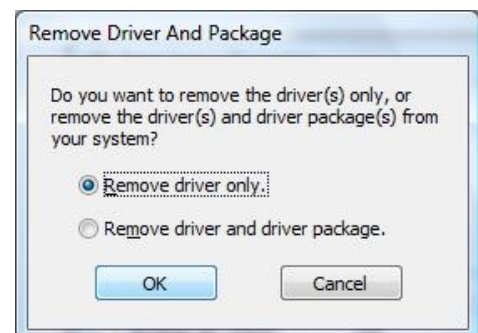 Remove Driver And Package
Do you want to remove the driver(s) only, or
remove the driver(s) and driver package(s) from
your system?
Remove driver only.
Remove driver and driver package.
OK Cancel